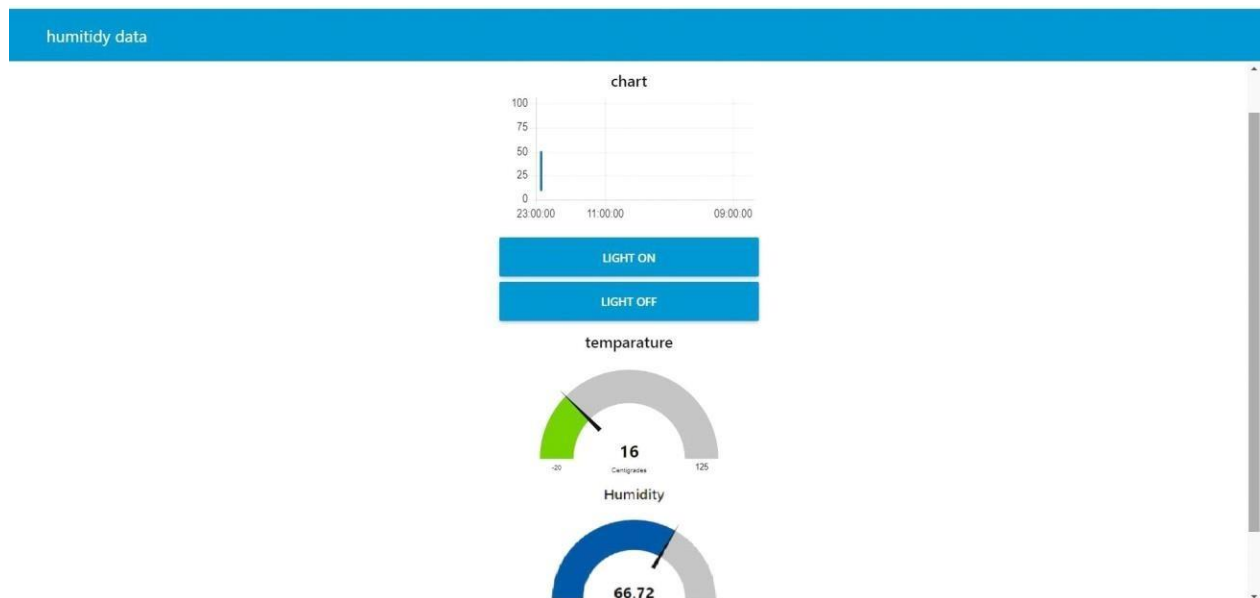 humitidy data
chart
100
75
50
25
0
23:00:00 11:00:00 09:00:00
LIGHT ON
LIGHT OFF
temparature
16
-20 Centigrades 125
Humidity
66.72